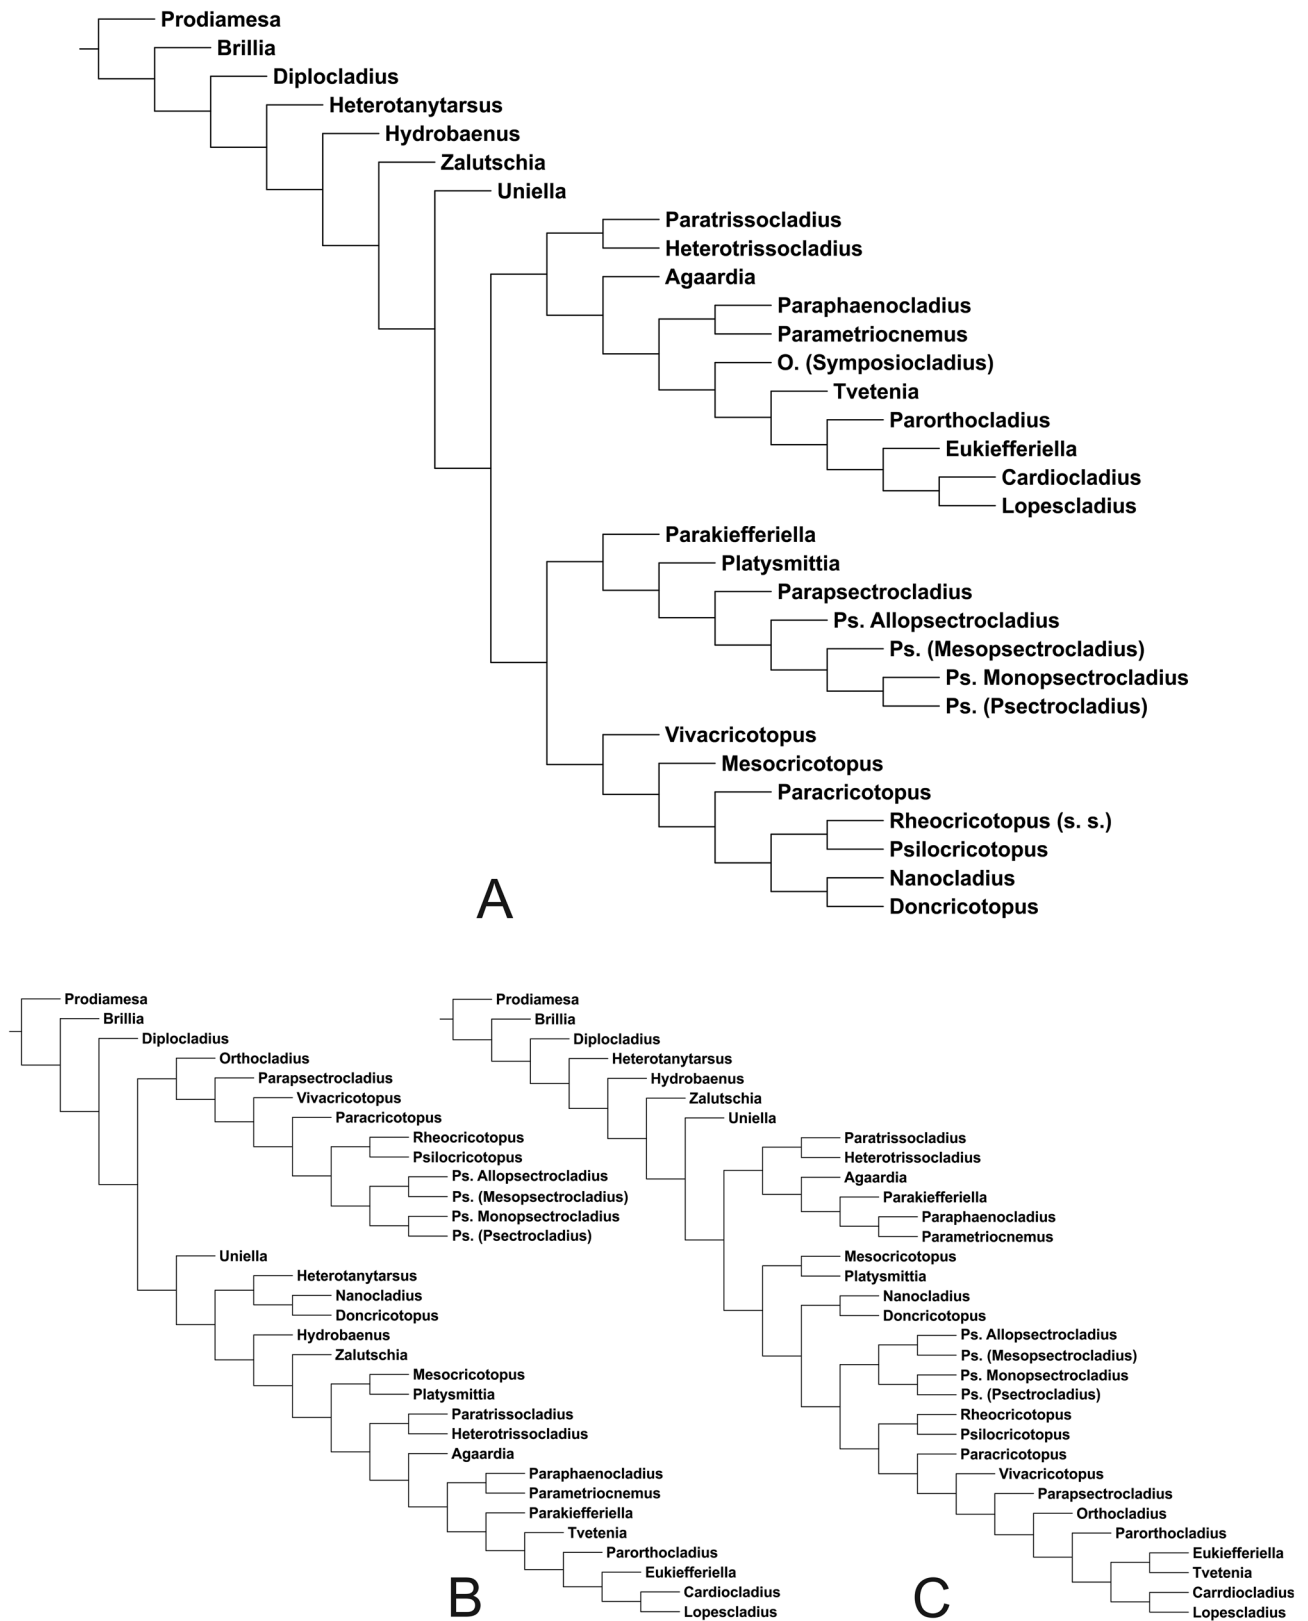 Prodiamesa
Brillia
Diplocladius
Heterotanytarsus
Hydrobaenus
Zalutschia
Uniella
Paratrissocladius
Heterotrissocladius
Agaardia
Paraphaenocladius
Parametriocnemus
O. (Symposiocladius)
Tvetenia
Parorthocladius
Eukiefferiella
Cardiocladius
Lopescladius
Parakiefferiella
Platysmittia
Parapsectrocladius
Ps. Allopsectrocladius
Ps. (Mesopsectrocladius)
Ps. Monopsectrocladius
Ps. (Psectrocladius)
Vivacricotopus
Mesocricotopus
Paracricotopus
Rheocricotopus (s. s.)
Psilocricotopus
Nanocladius
Doncricotopus
A
Prodiamesa
Brillia
Diplocladius
Orthocladius
Parapsectrocladius
Vivacricotopus
Paracricotopus
Rheocricotopus
Psilocricotopus
Ps. Allopsectrocladius
Ps. (Mesopsectrocladius)
Ps. Monopsectrocladius
Ps. (Psectrocladius)
Uniella
Heterotanytarsus
Nanocladius
Doncricotopus
Hydrobaenus
Zalutschia
Mesocricotopus
Platysmittia
Paratrissocladius
Heterotrissocladius
Agaardia
Paraphaenocladius
Parametriocnemus
Parakiefferiella
Tvetenia
Parorthocladius
Eukiefferiella
Cardiocladius
Lopescladius
B
Prodiamesa
Brillia
Diplocladius
Heterotanytarsus
Hydrobaenus
Zalutschia
Uniella
Paratrissocladius
Heterotrissocladius
Agaardia
Parakiefferiella
Paraphaenocladius
Parametriocnemus
Mesocricotopus
Platysmittia
Nanocladius
Doncricotopus
Ps. Allopsectrocladius
Ps. (Mesopsectrocladius)
Ps. Monopsectrocladius
Ps. (Psectrocladius)
Rheocricotopus
Psilocricotopus
Paracricotopus
Vivacricotopus
Parapsectrocladius
Orthocladius
Parorthocladius
Eukiefferiella
Tvetenia
Carrdiocladius
Lopescladius
C